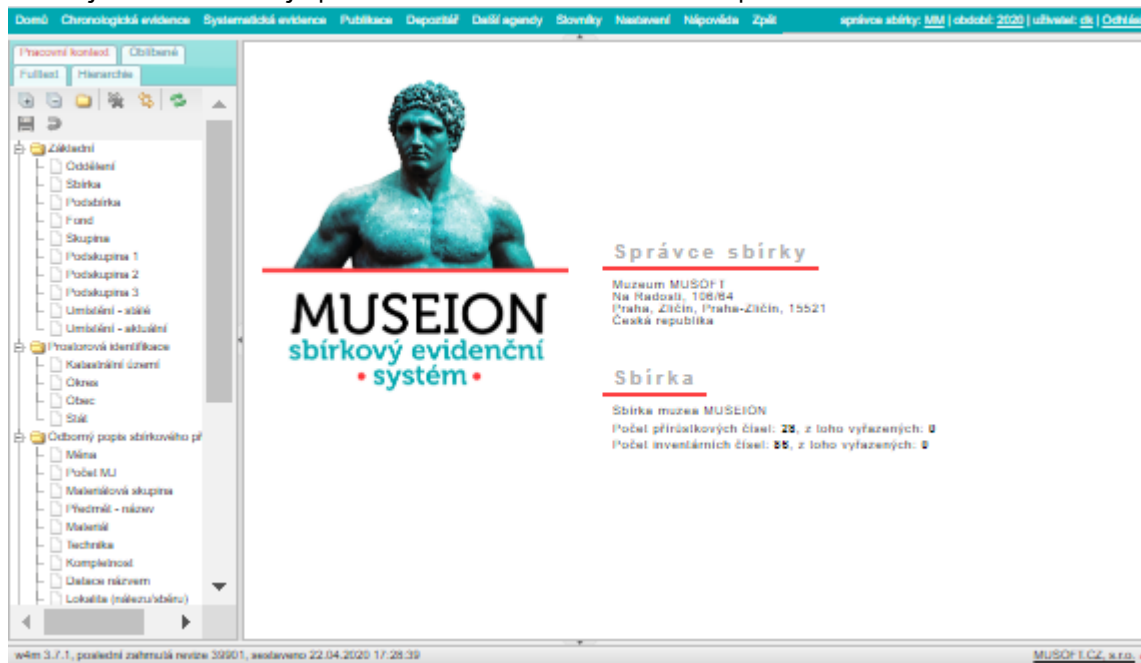 Domů Chronologická evidence Systematická evidence Publikace Depozitář Další agendy Slovníky Nastavení Nápověda Zpět správce sbírky: MM | období: 2020 | uživatel: dk | Odhlás
Pracovní kontext Oblíbené
Fulltext Hierarchie
Základní
Oddělení
Sbírka
Podsbírka
Fond
Skupina
Podskupina 1
Podskupina 2
Podskupina 3
Umístění - stálé
Umístění - aktuální
Prostorová identifikace
Katastrální území
Okres
Obec
Stát
Odborný popis sbírkového př
Měna
Počet MJ
Materiálová skupina
Předmět - název
Materiál
Technika
Kompletnost
Datace názvem
Lokalita (nálezu/sběru)
MUSEION
sbírkový evidenční
• systém •
Správce sbírky
Muzeum MUSOFT
Na Radosti, 106/64
Praha, Zličín, Praha-Zličín, 15521
Česká republika
Sbírka
Sbírka muzea MUSEION
Počet přírůstkových čísel: 28, z toho vyřazených: 0
Počet inventárních čísel: 55, z toho vyřazených: 0
w4m 3.7.1, poslední zahrnutá revize 39901, sestaveno 22.04.2020 17:28:39 MUSOFT.CZ, s.r.o.